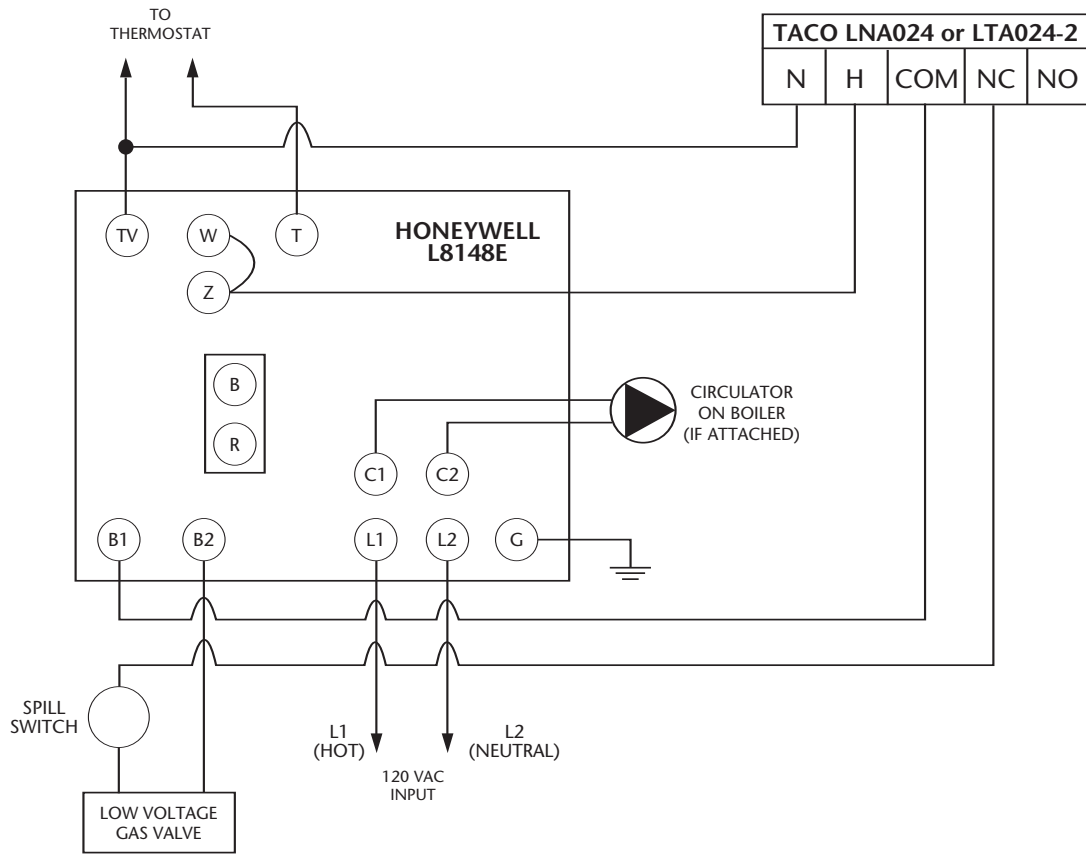 TO
THERMOSTAT
TACO LNA024 or LTA024-2
N H COM NC NO
TV W T
HONEYWELL
L8148E
Z
B
R
CIRCULATOR
ON BOILER
(IF ATTACHED)
C1 C2
B1 B2 L1 L2 G
SPILL
SWITCH
L1
(HOT)
L2
(NEUTRAL)
120 VAC
INPUT
LOW VOLTAGE
GAS VALVE